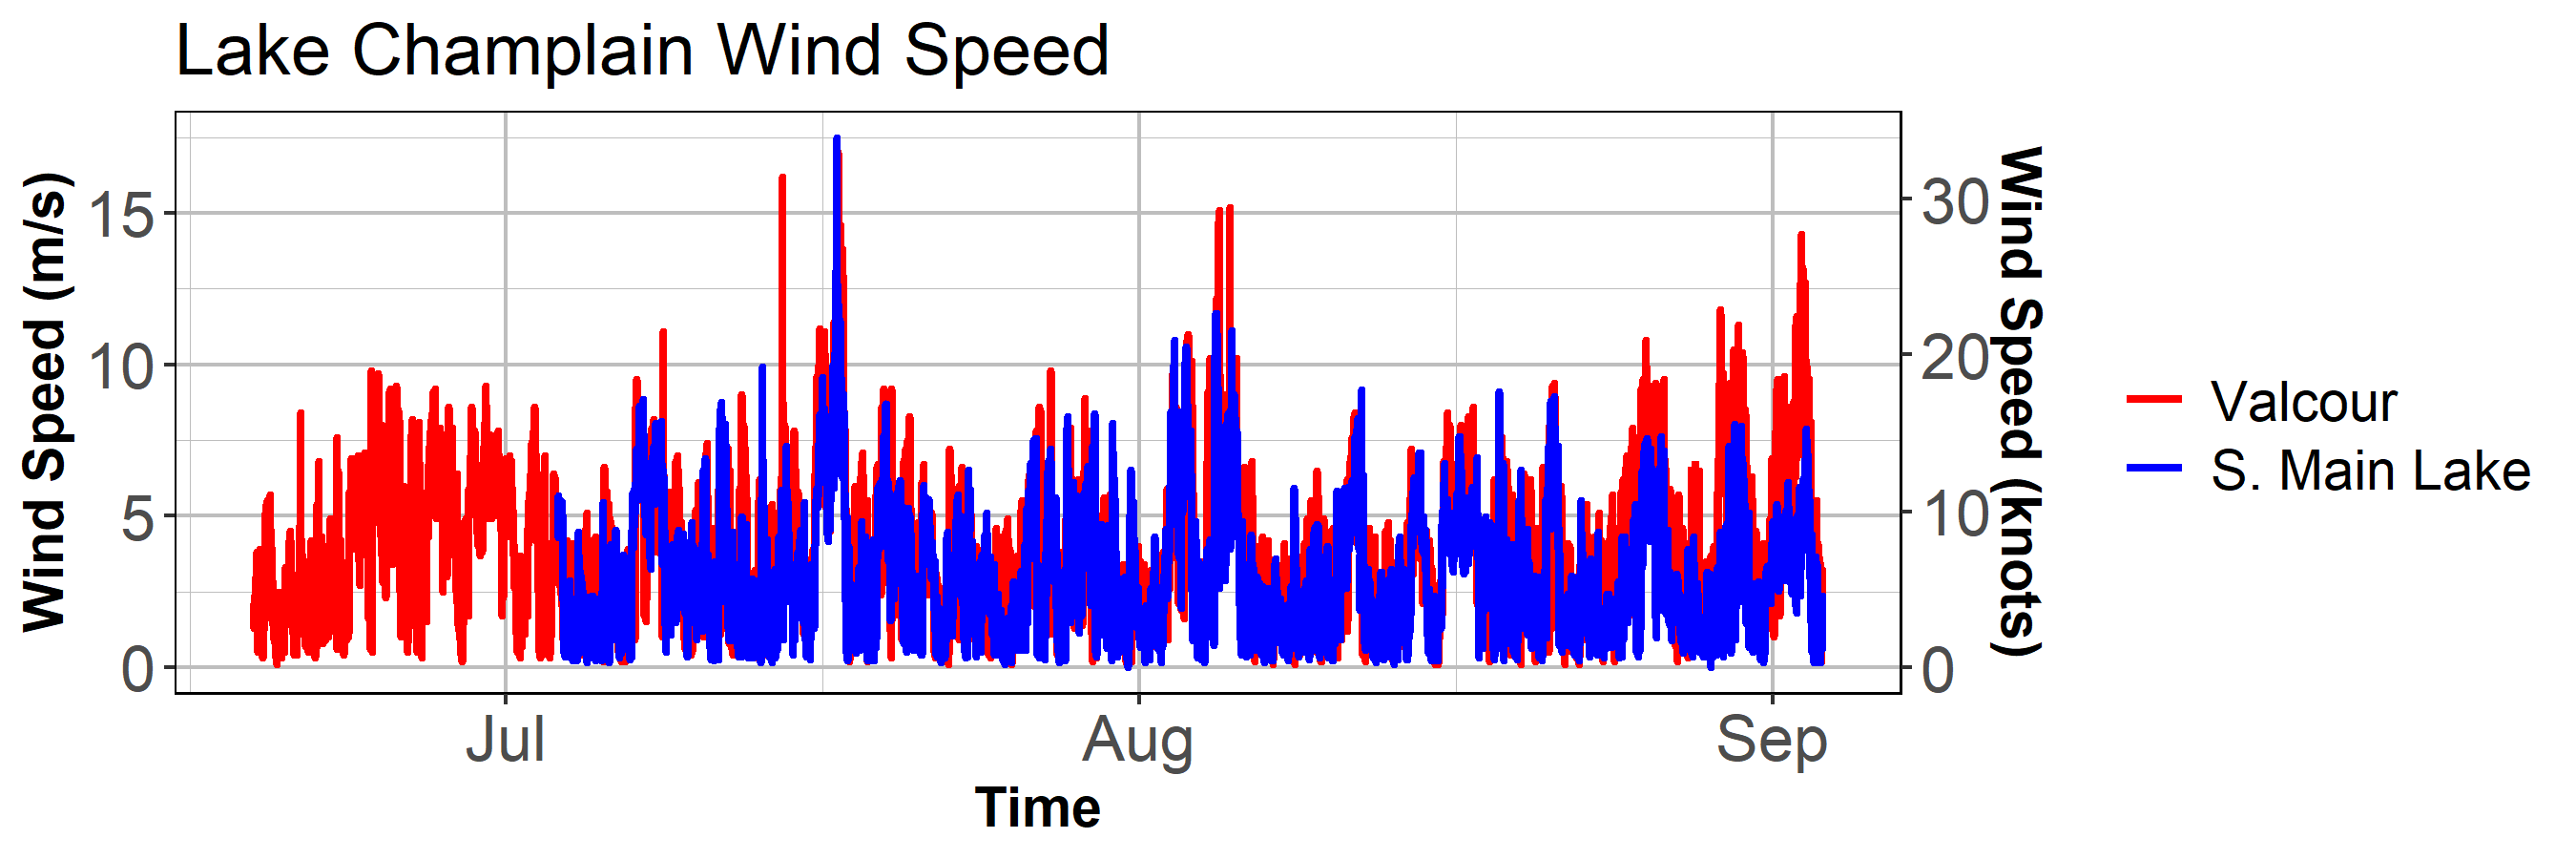 Lake Champlain Wind Speed
Wind Speed (m/s)
15
10
5
0
30
20
10
0
Wind Speed (knots)
Jul
Aug
Sep
Time
Valcour
S. Main Lake